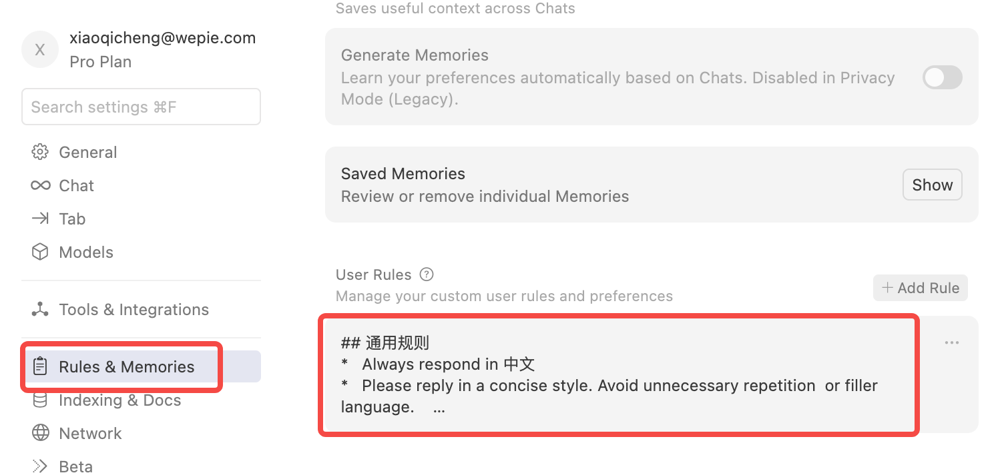 Saves useful context across Chats
X
xiaoqicheng@wepie.com
Pro Plan
Search settings ⌘F
General
Chat
Tab
Models
Tools & Integrations
Rules & Memories
Indexing & Docs
Network
Beta
Generate Memories
Learn your preferences automatically based on Chats. Disabled in Privacy
Mode (Legacy).
Saved Memories
Review or remove individual Memories
Show
User Rules ?
Manage your custom user rules and preferences
+ Add Rule
## 通用规则
* Always respond in 中文
* Please reply in a concise style. Avoid unnecessary repetition or filler
language. ...